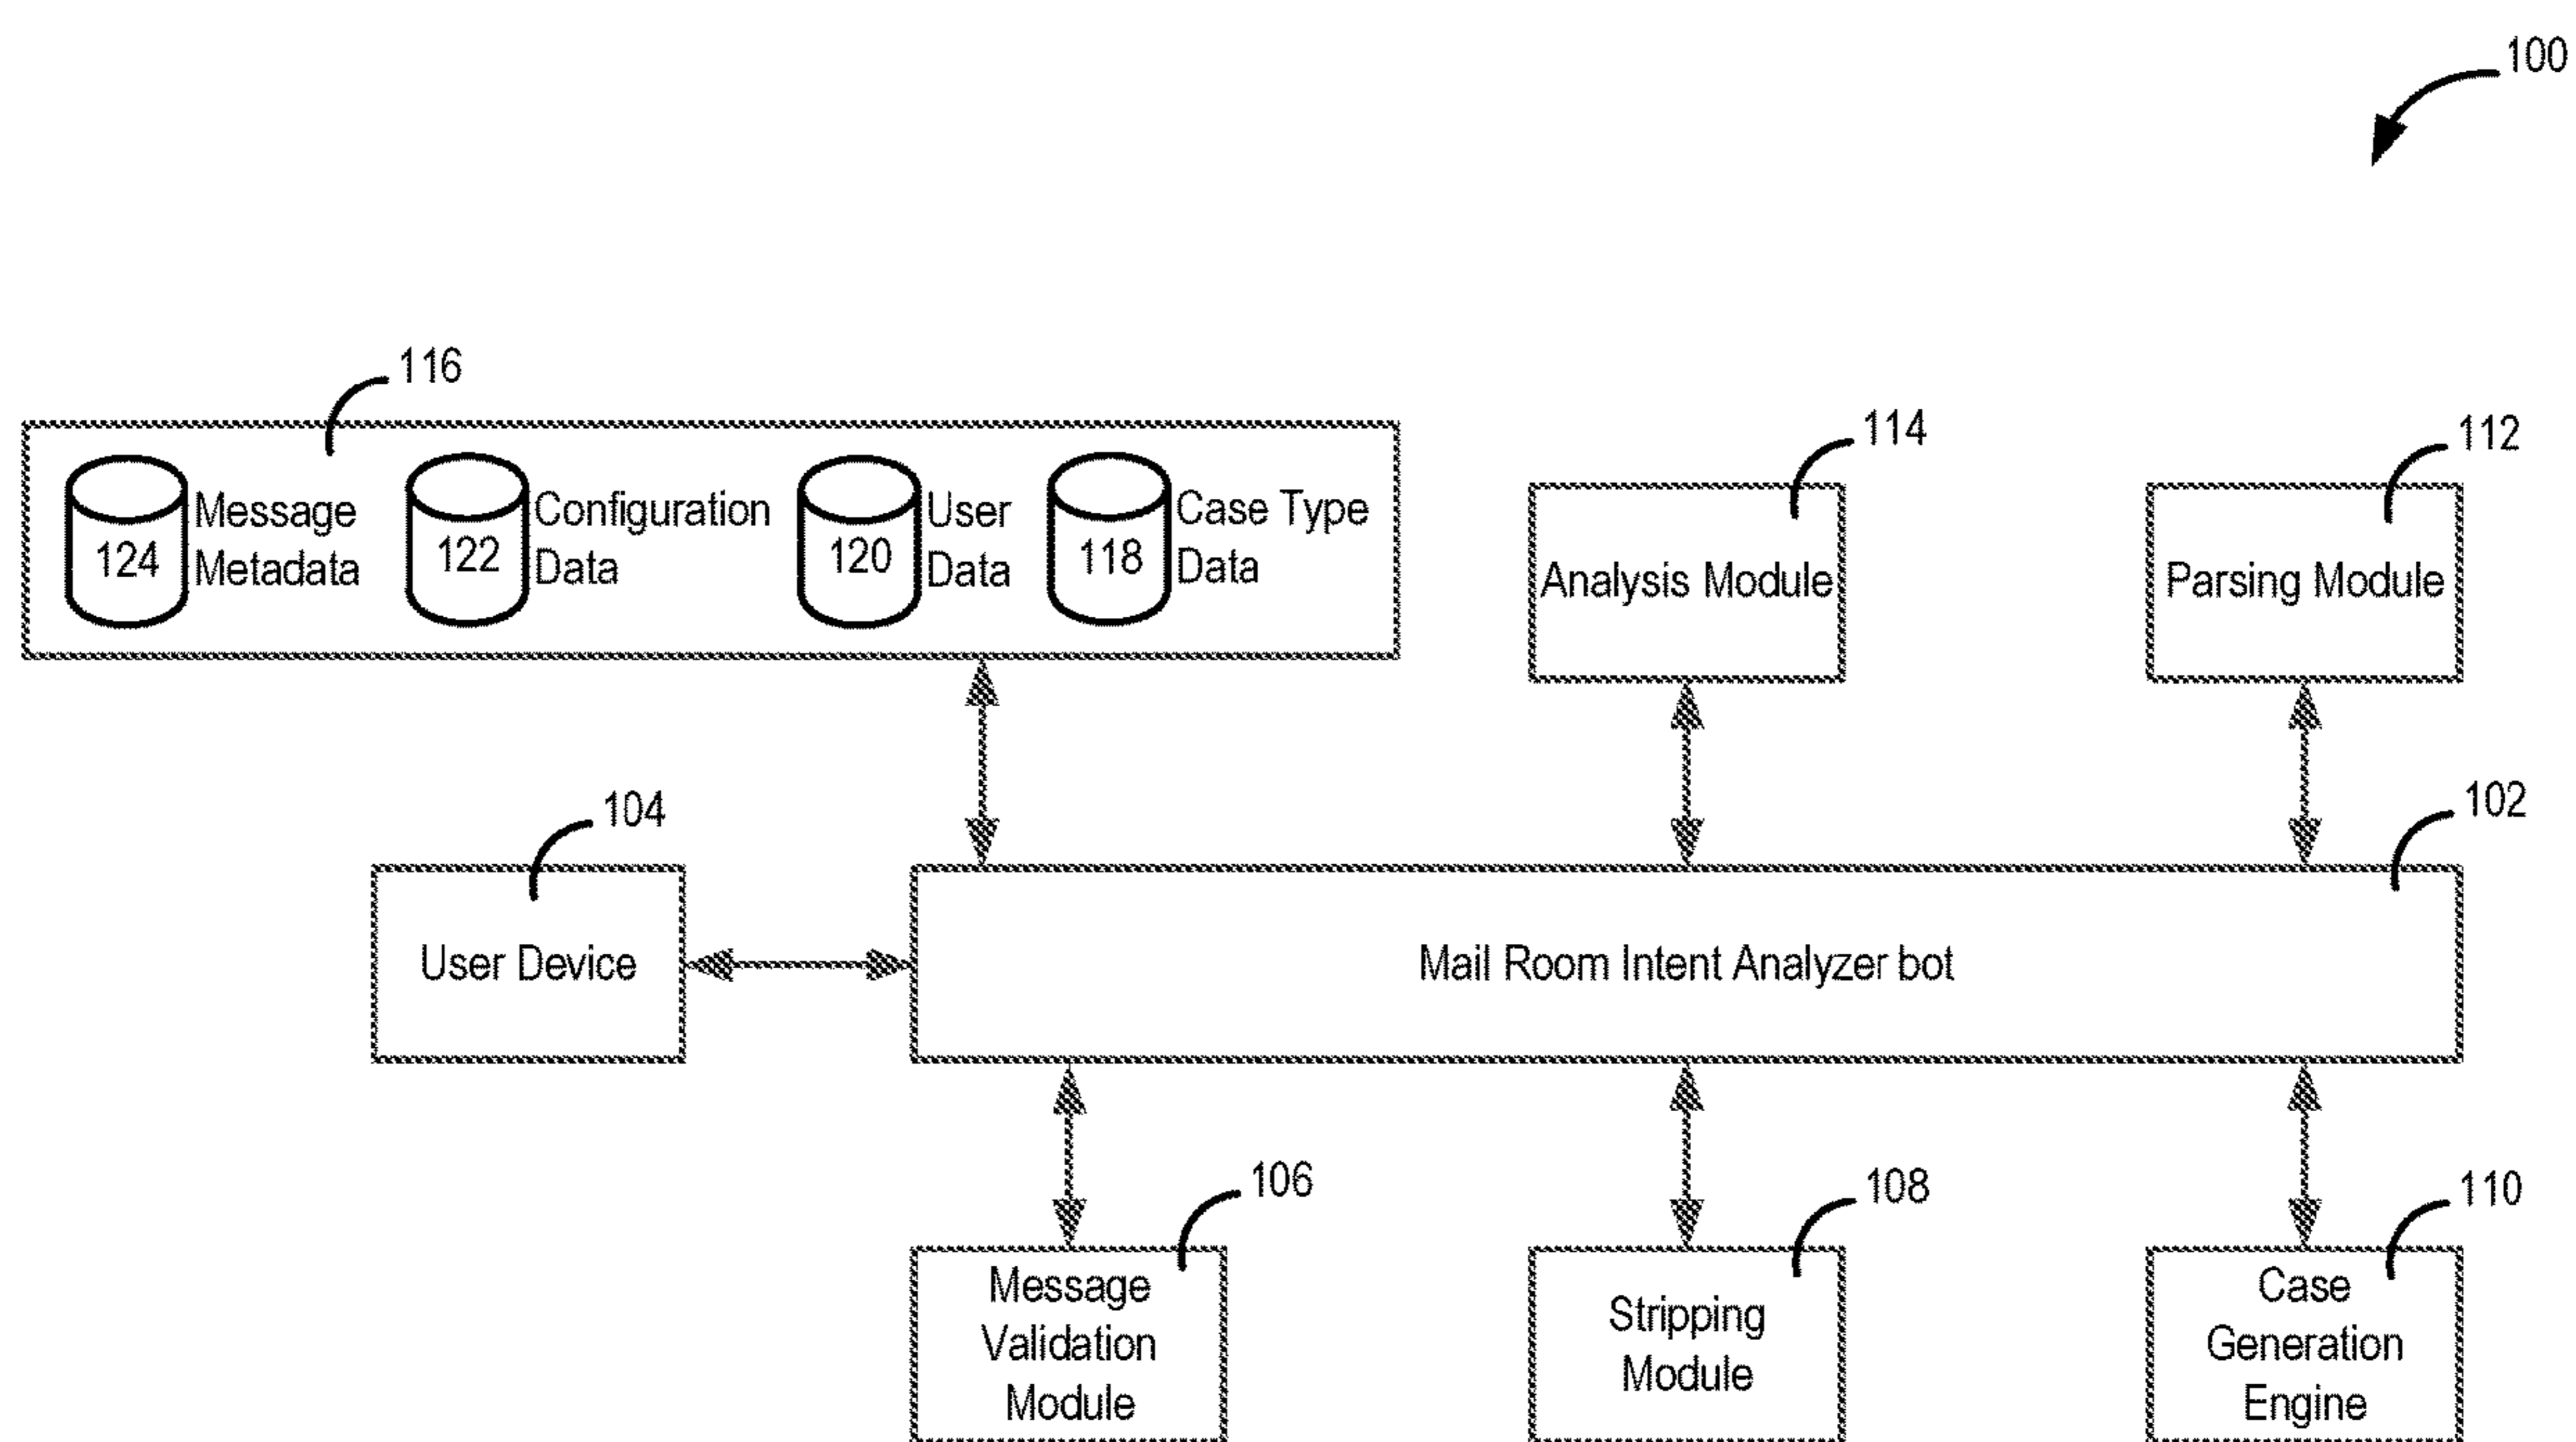 100
116
114
112
Message
Metadata
124
Configuration
Data
122
User
Data
120
Case Type
Data
118
Analysis Module
Parsing Module
104
102
User Device
Mail Room Intent Analyzer bot
106
108
110
Message
Validation
Module
Stripping
Module
Case
Generation
Engine